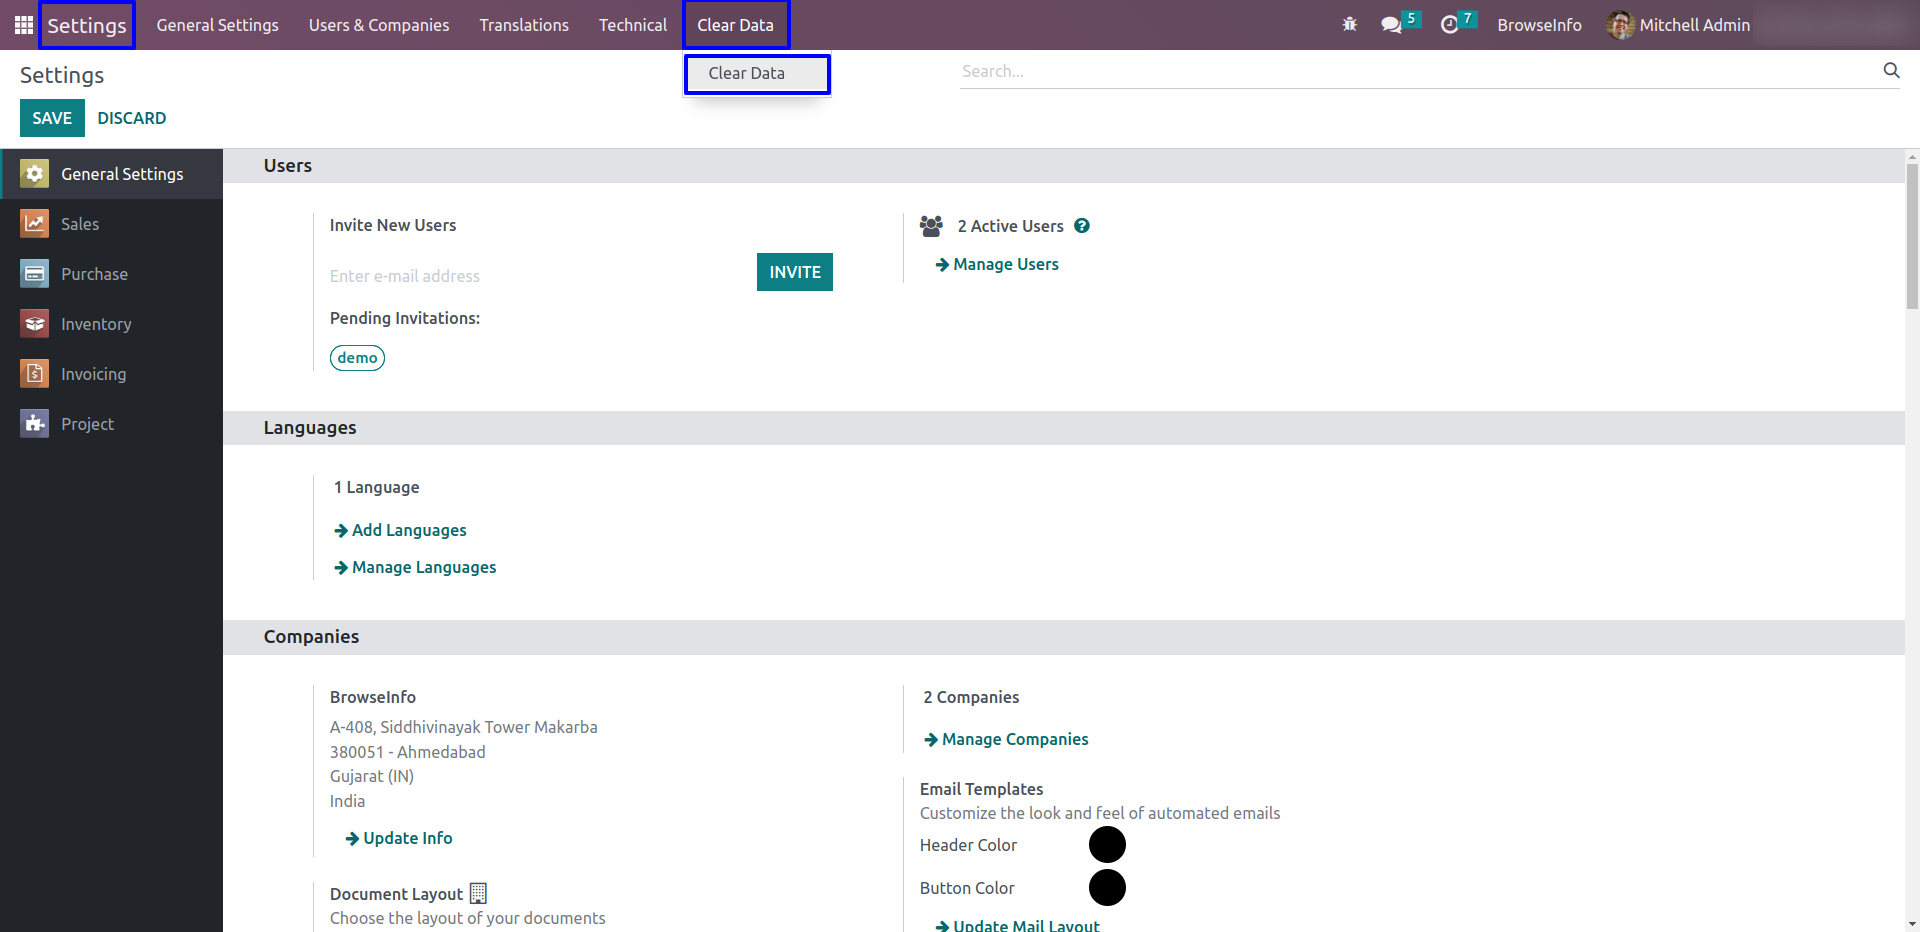 Settings General Settings Users & Companies Translations Technical Clear Data 5 7 BrowseInfo Mitchell Admin
Settings
Clear Data
Search...
SAVE DISCARD
General Settings
Sales
Purchase
Inventory
Invoicing
Project
Users
Invite New Users
Enter e-mail address
INVITE
Pending Invitations:
demo
2 Active Users ?
Manage Users
Languages
1 Language
Add Languages
Manage Languages
Companies
BrowseInfo
A-408, Siddhivinayak Tower Makarba
380051 - Ahmedabad
Gujarat (IN)
India
Update Info
Document Layout
Choose the layout of your documents
2 Companies
Manage Companies
Email Templates
Customize the look and feel of automated emails
Header Color
Button Color
Update Mail Layout